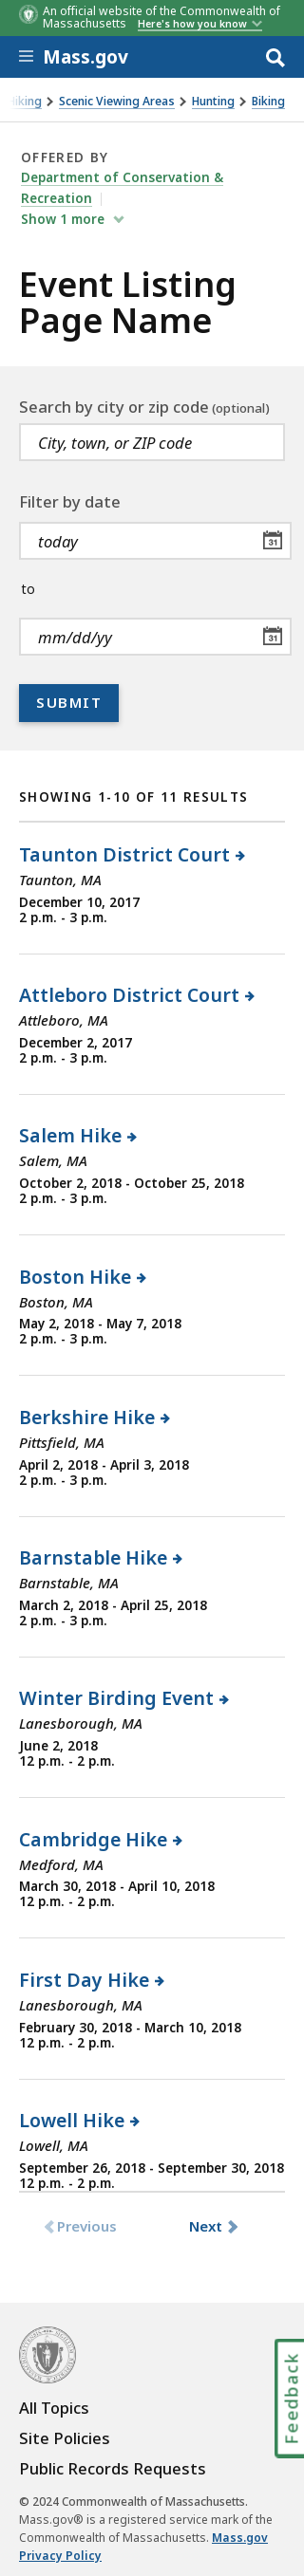 An official website of the Commonwealth of
Massachusetts Here's how you know
Mass.gov
Hiking Scenic Viewing Areas Hunting Biking
OFFERED BY
Department of Conservation &
Recreation
Show 1 more
Event Listing
Page Name
Search by city or zip code (optional)
City, town, or ZIP code
Filter by date
today
31
to
mm/dd/yy
31
SUBMIT
SHOWING 1-10 OF 11 RESULTS
Taunton District Court
Taunton, MA
December 10, 2017
2 p.m. - 3 p.m.
Attleboro District Court
Attleboro, MA
December 2, 2017
2 p.m. - 3 p.m.
Salem Hike
Salem, MA
October 2, 2018 - October 25, 2018
2 p.m. - 3 p.m.
Boston Hike
Boston, MA
May 2, 2018 - May 7, 2018
2 p.m. - 3 p.m.
Berkshire Hike
Pittsfield, MA
April 2, 2018 - April 3, 2018
2 p.m. - 3 p.m.
Barnstable Hike
Barnstable, MA
March 2, 2018 - April 25, 2018
2 p.m. - 3 p.m.
Winter Birding Event
Lanesborough, MA
June 2, 2018
12 p.m. - 2 p.m.
Cambridge Hike
Medford, MA
March 30, 2018 - April 10, 2018
12 p.m. - 2 p.m.
First Day Hike
Lanesborough, MA
February 30, 2018 - March 10, 2018
12 p.m. - 2 p.m.
Lowell Hike
Lowell, MA
September 26, 2018 - September 30, 2018
12 p.m. - 2 p.m.
Previous Next
Feedback
All Topics
Site Policies
Public Records Requests
© 2024 Commonwealth of Massachusetts.
Mass.gov® is a registered service mark of the
Commonwealth of Massachusetts. Mass.gov
Privacy Policy